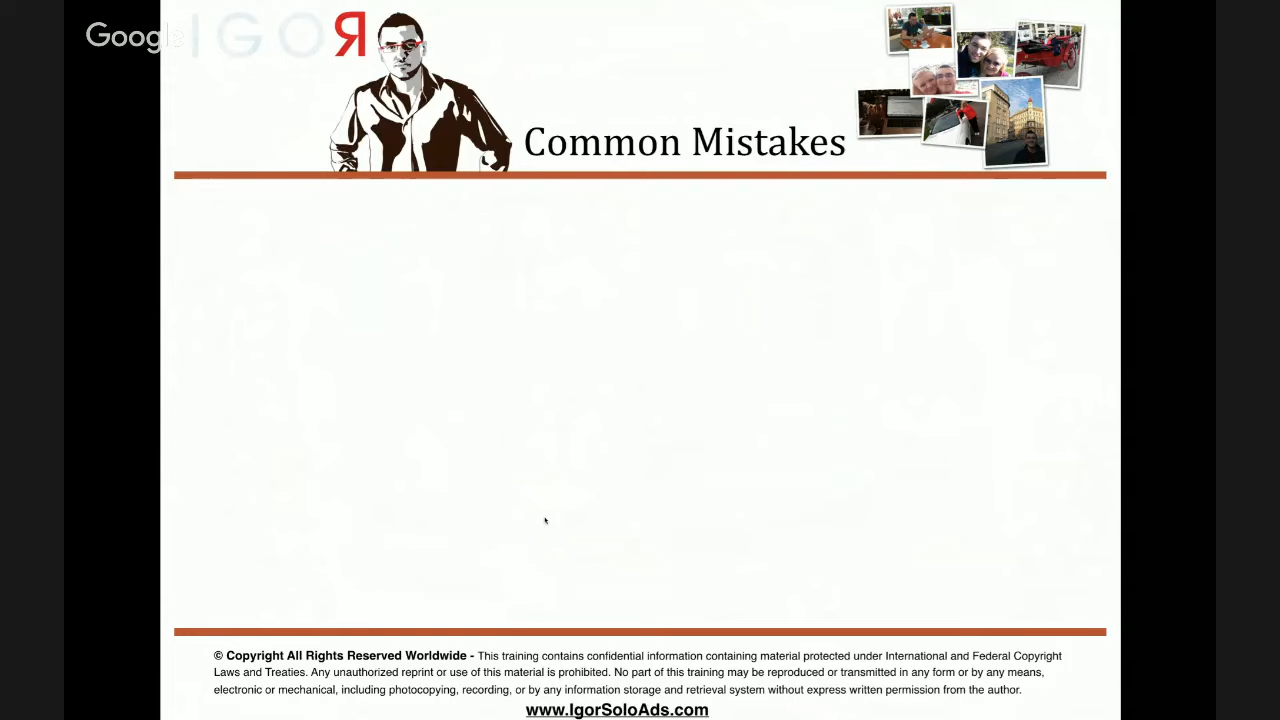 Google
IGOЯ
Common Mistakes
© Copyright All Rights Reserved Worldwide - This training contains confidential information containing material protected under International and Federal Copyright
Laws and Treaties. Any unauthorized reprint or use of this material is prohibited. No part of this training may be reproduced or transmitted in any form or by any means,
electronic or mechanical, including photocopying, recording, or by any information storage and retrieval system without express written permission from the author.
www.IgorSoloAds.com